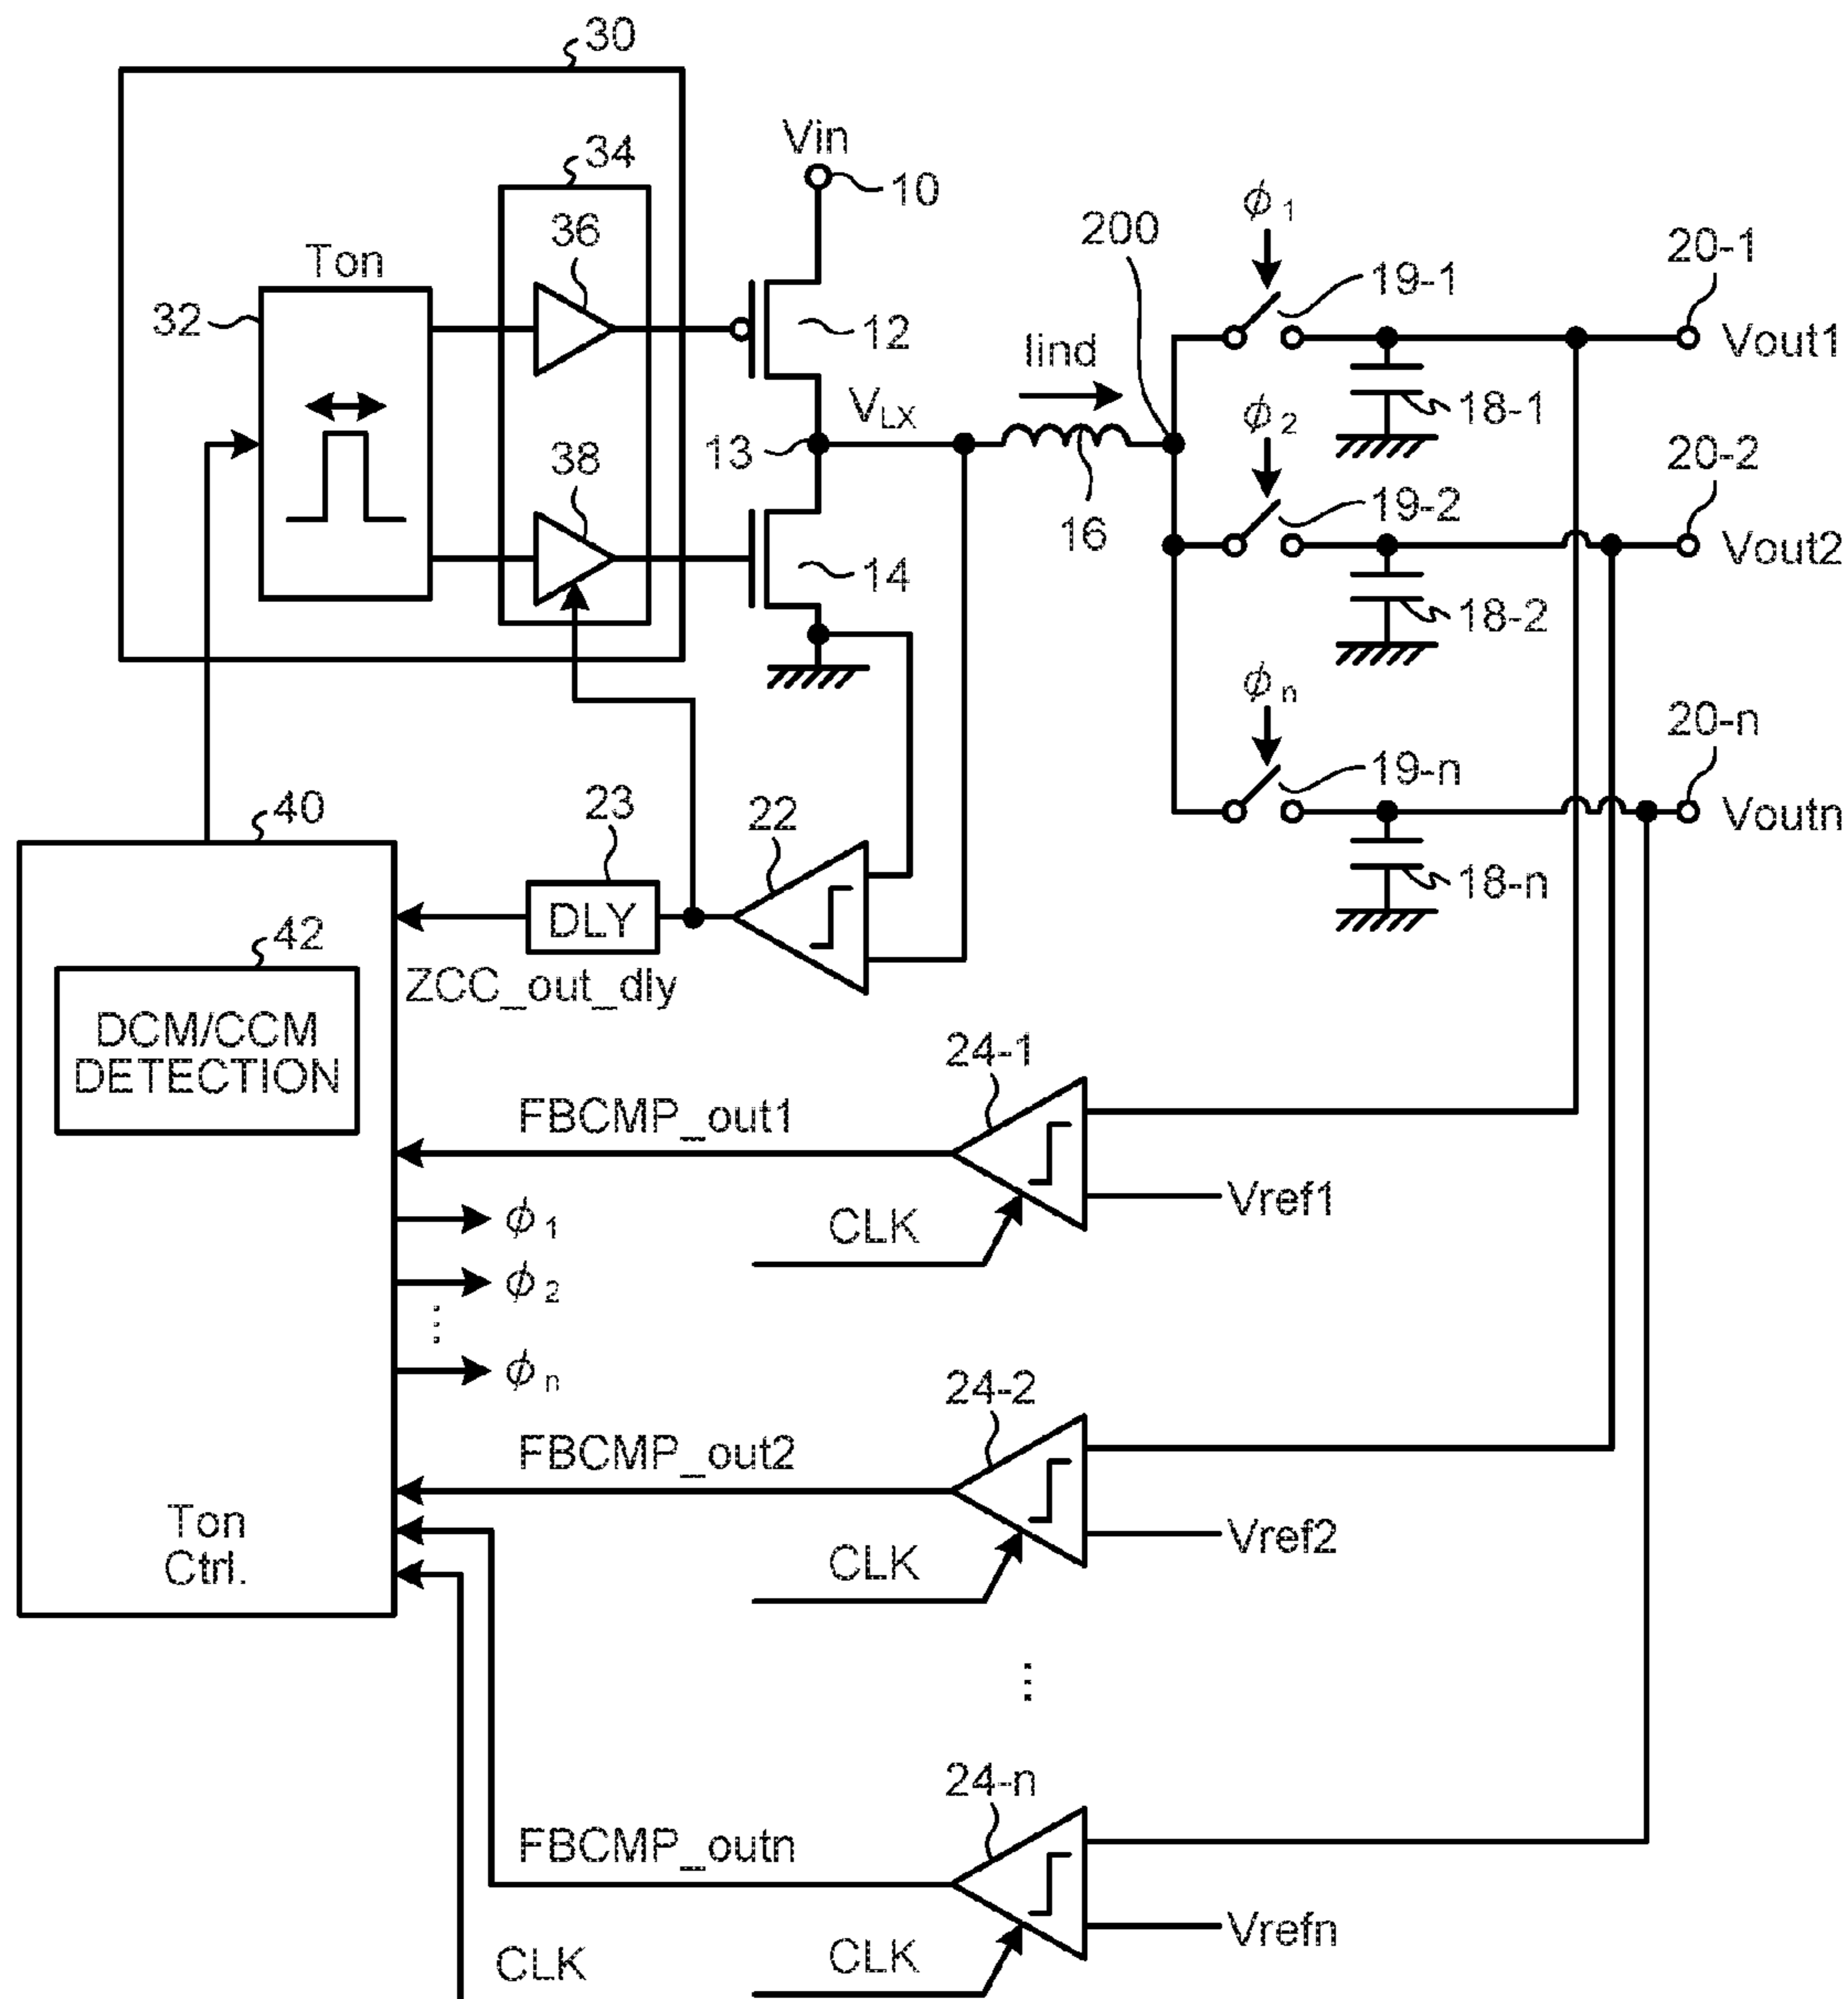 30
Vin
10
34
36
Ton
32
12
38
13
V_LX
Iind
16
14
200
ϕ1
19-1
20-1
Vout1
18-1
ϕ2
19-2
20-2
Vout2
18-2
ϕn
19-n
20-n
Voutn
18-n
40
23
22
DLY
ZCC_out_dly
42
DCM/CCM
DETECTION
24-1
FBCMP_out1
Vref1
CLK
ϕ1
ϕ2
⋮
ϕn
24-2
FBCMP_out2
Vref2
CLK
Ton
Ctrl.
⋮
24-n
FBCMP_outn
Vrefn
CLK
CLK